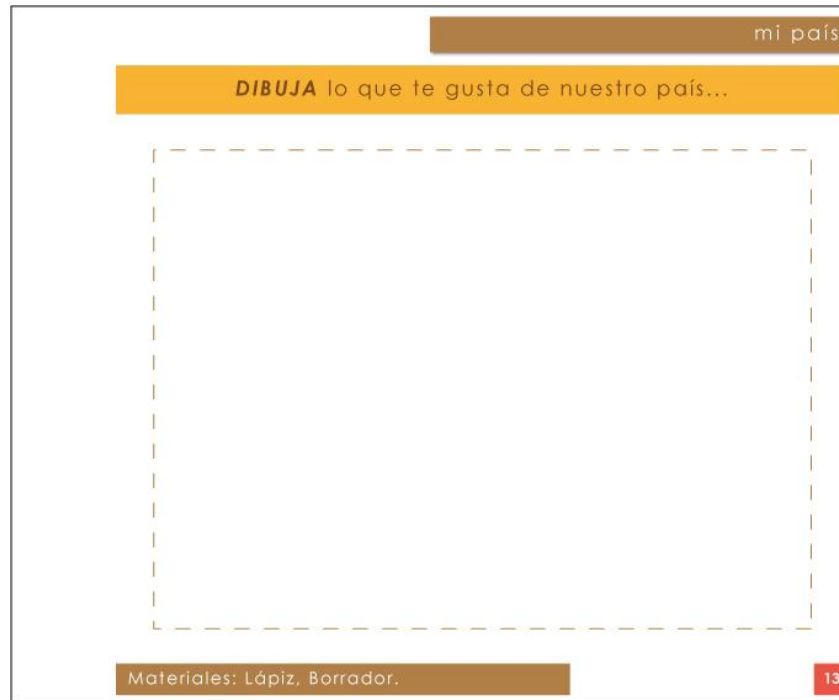 mi país
DIBUJA lo que te gusta de nuestro país...
Materiales: Lápiz, Borrador.
13